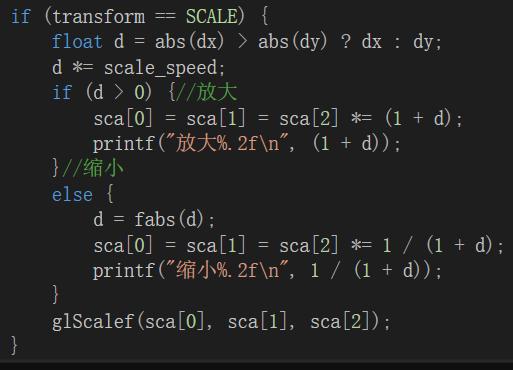 if (transform == SCALE) {
    float d = abs(dx) > abs(dy) ? dx : dy;
    d *= scale_speed;
    if (d > 0) {//放大
        sca[0] = sca[1] = sca[2] *= (1 + d);
        printf("放大%.2f\n", (1 + d));
    }//缩小
    else {
        d = fabs(d);
        sca[0] = sca[1] = sca[2] *= 1 / (1 + d);
        printf("缩小%.2f\n", 1 / (1 + d));
    }
    glScalef(sca[0], sca[1], sca[2]);
}